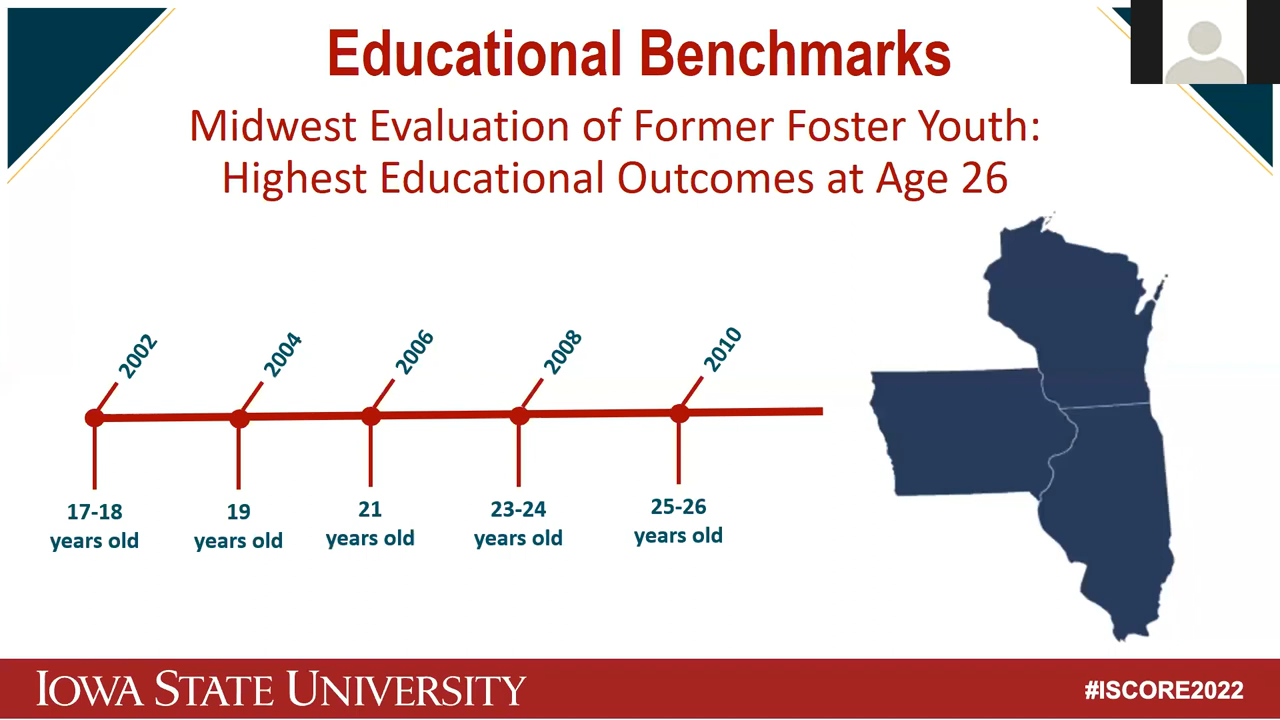 Educational Benchmarks
Midwest Evaluation of Former Foster Youth:
Highest Educational Outcomes at Age 26
2002
2004
2006
2008
2010
17-18
years old
19
years old
21
years old
23-24
years old
25-26
years old
IOWA STATE UNIVERSITY
#ISCORE2022